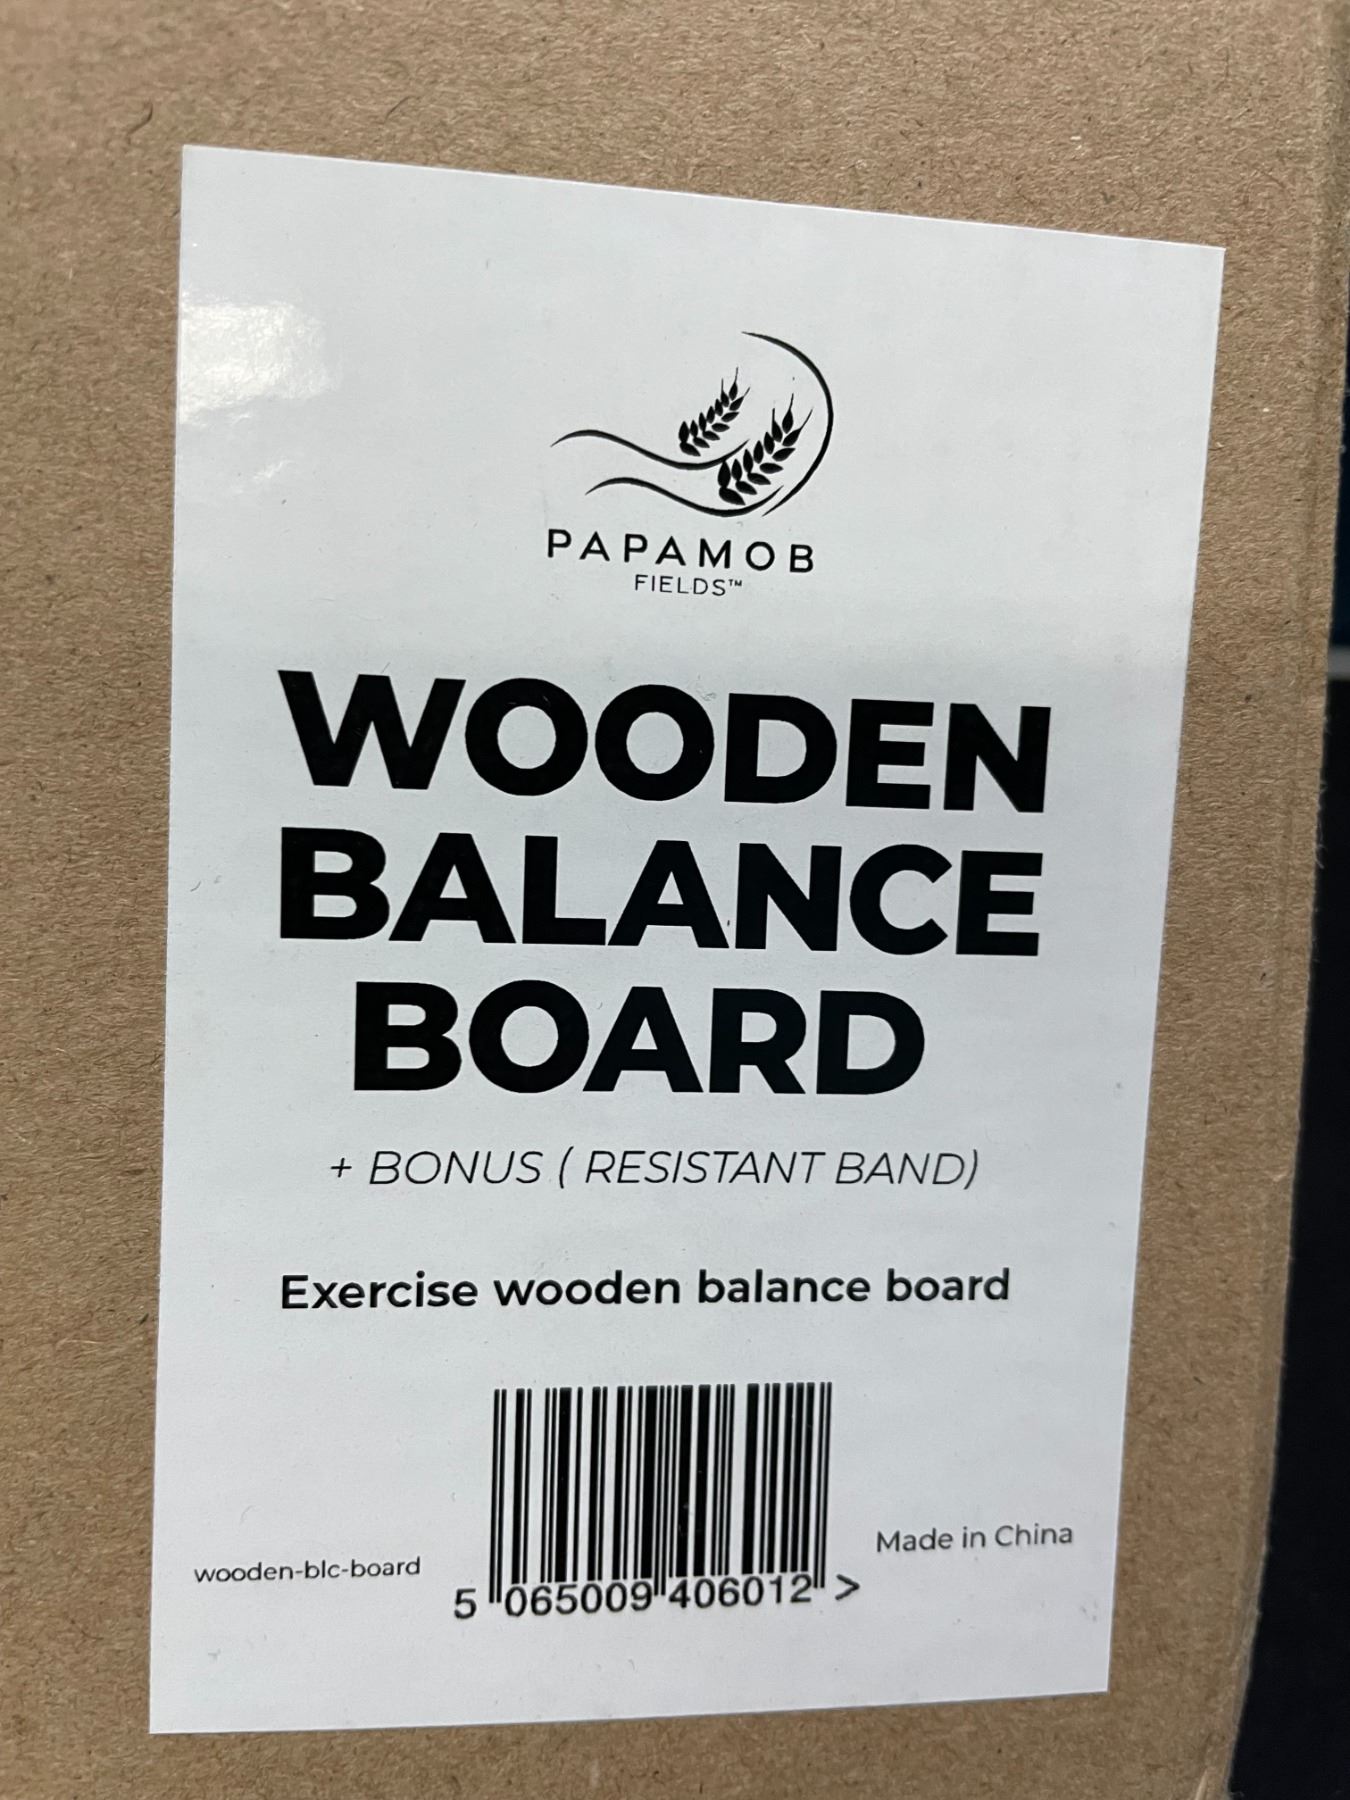 PAPAMOB
FIELDS™
WOODEN
BALANCE
BOARD
+ BONUS ( RESISTANT BAND)
Exercise wooden balance board
wooden-blc-board
5 065009 406012 >
Made in China